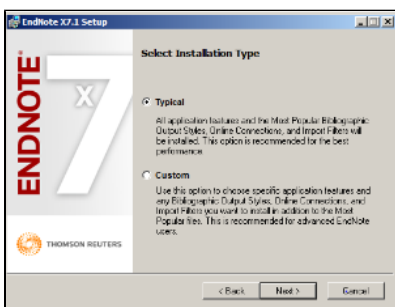 EndNote X7.1 Setup
ENDNOTE
X
7
THOMSON REUTERS
Select Installation Type
Typical
All application features and the Most Popular Bibliographic
Output Styles, Online Connections, and Import Filters will
be installed. This option is recommended for the best
performance.
Custom
Use this option to choose specific application features and
any Bibliographic Output Styles, Online Connections, and
Import Filters you want to install in addition to the Most
Popular files. This is recommended for advanced EndNote
users.
< Back
Next >
Cancel